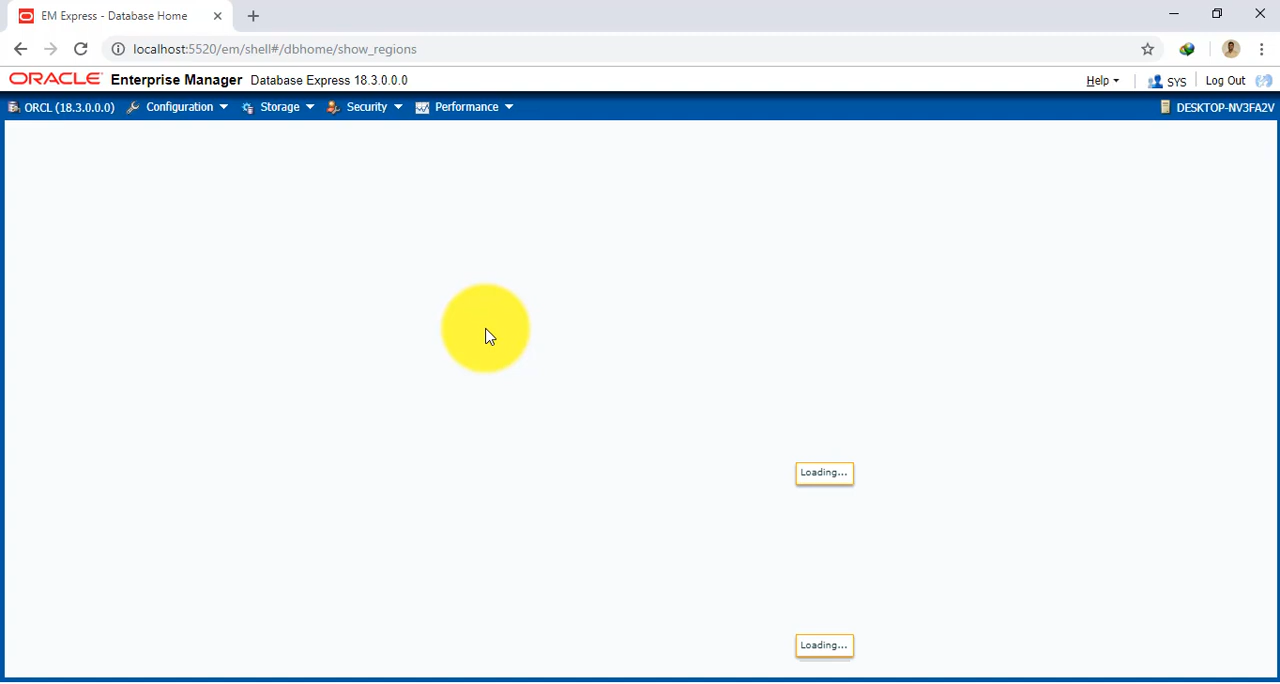 EM Express - Database Home
localhost:5520/em/shell#/dbhome/show_regions
ORACLE Enterprise Manager Database Express 18.3.0.0.0 Help SYS Log Out
ORCL (18.3.0.0.0) Configuration Storage Security Performance DESKTOP-NV3FA2V
Loading...
Loading...